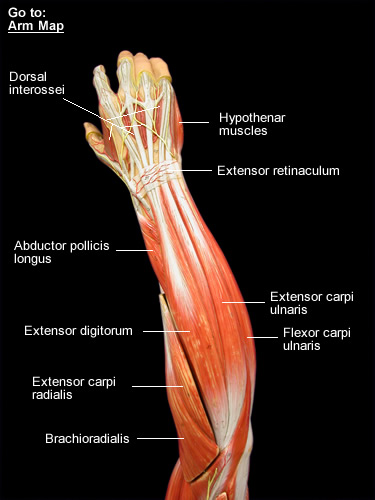 Go to:
Arm Map
Dorsal
interossei
Hypothenar
muscles
Extensor retinaculum
Abductor pollicis
longus
Extensor carpi
ulnaris
Extensor digitorum
Flexor carpi
ulnaris
Extensor carpi
radialis
Brachioradialis